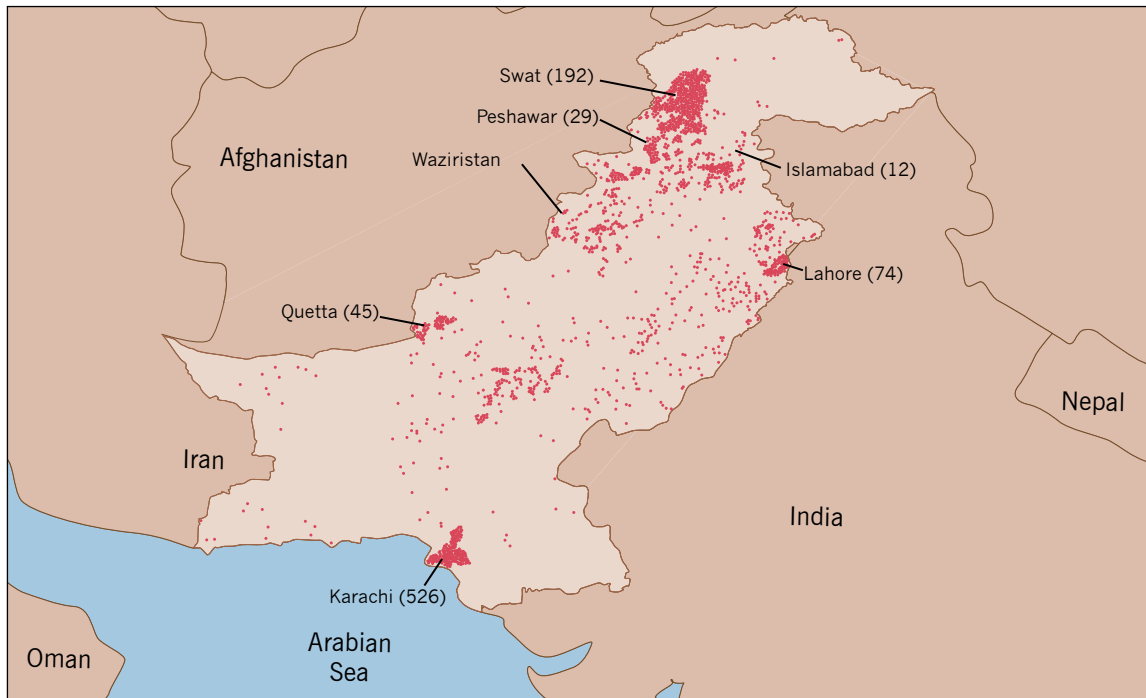 Swat (192)
Peshawar (29)
Waziristan
Afghanistan
Islamabad (12)
Lahore (74)
Quetta (45)
Nepal
Iran
India
Karachi (526)
Arabian
Sea
Oman